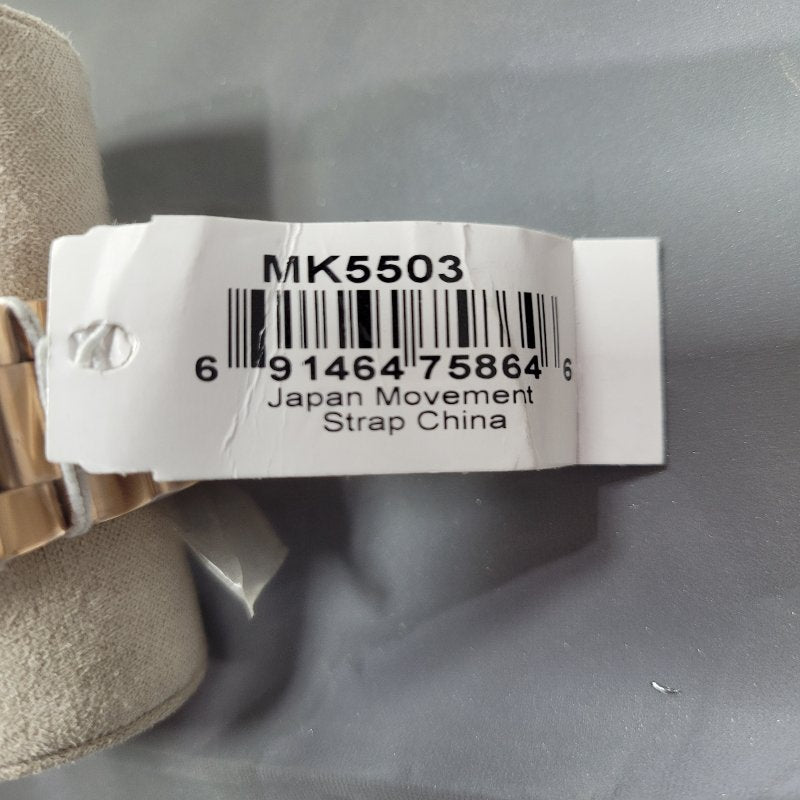 MK5503
6 91464 75864 6
Japan Movement
Strap China